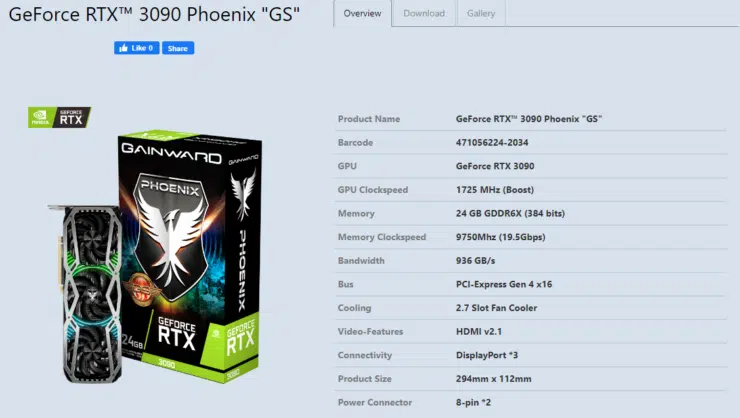 GeForce RTX™ 3090 Phoenix "GS"
Like 0 Share
Overview Download Gallery
NVIDIA GEFORCE RTX
GAINWARD
GAINWARD
PHOENIX
PHOENIX
24GB
GEFORCE
RTX
3090
GEFORCE
RTX
3090
Product Name GeForce RTX™ 3090 Phoenix "GS"
Barcode 471056224-2034
GPU GeForce RTX 3090
GPU Clockspeed 1725 MHz (Boost)
Memory 24 GB GDDR6X (384 bits)
Memory Clockspeed 9750Mhz (19.5Gbps)
Bandwidth 936 GB/s
Bus PCI-Express Gen 4 x16
Cooling 2.7 Slot Fan Cooler
Video-Features HDMI v2.1
Connectivity DisplayPort *3
Product Size 294mm x 112mm
Power Connector 8-pin *2